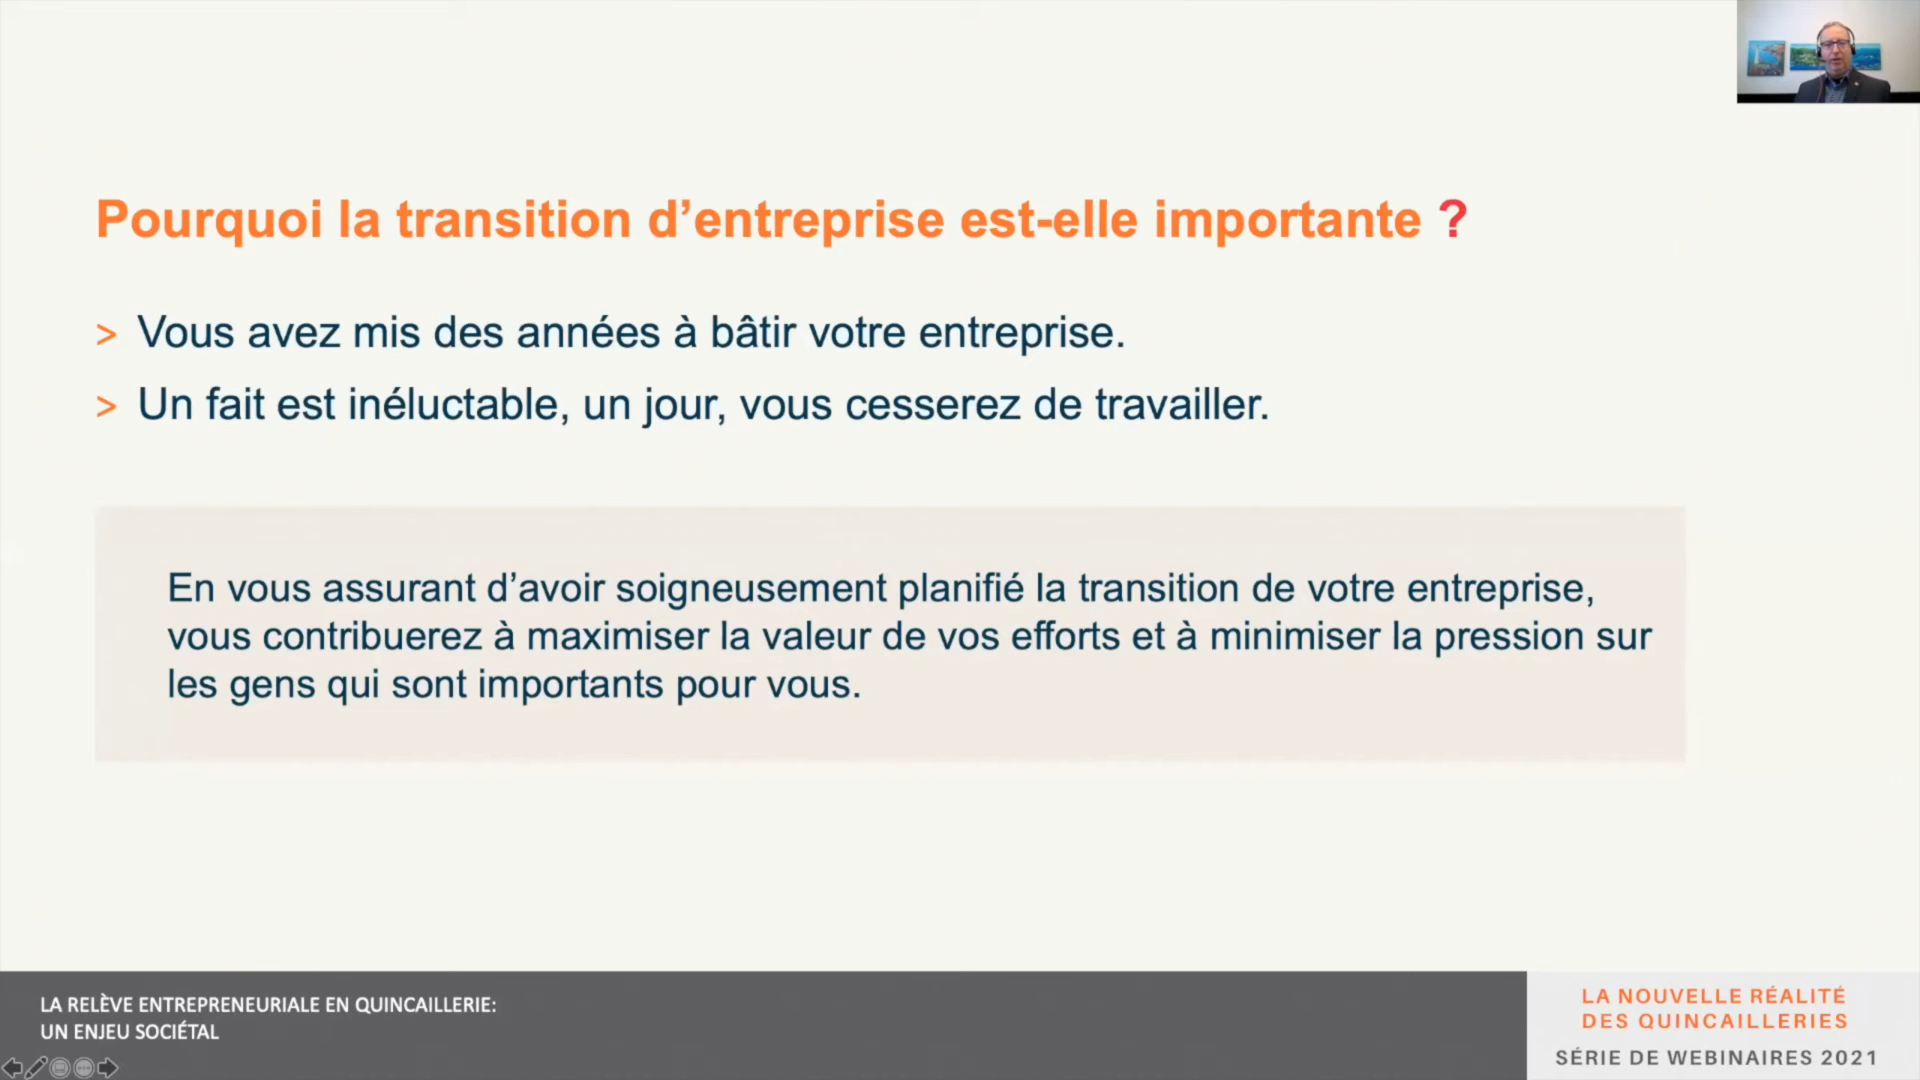 Pourquoi la transition d’entreprise est-elle importante ?
> Vous avez mis des années à bâtir votre entreprise.
> Un fait est inéluctable, un jour, vous cesserez de travailler.
En vous assurant d’avoir soigneusement planifié la transition de votre entreprise,
vous contribuerez à maximiser la valeur de vos efforts et à minimiser la pression sur
les gens qui sont importants pour vous.
LA RELÈVE ENTREPRENEURIALE EN QUINCAILLERIE:
UN ENJEU SOCIÉTAL
LA NOUVELLE RÉALITÉ
DES QUINCAILLERIES
SÉRIE DE WEBINAIRES 2021